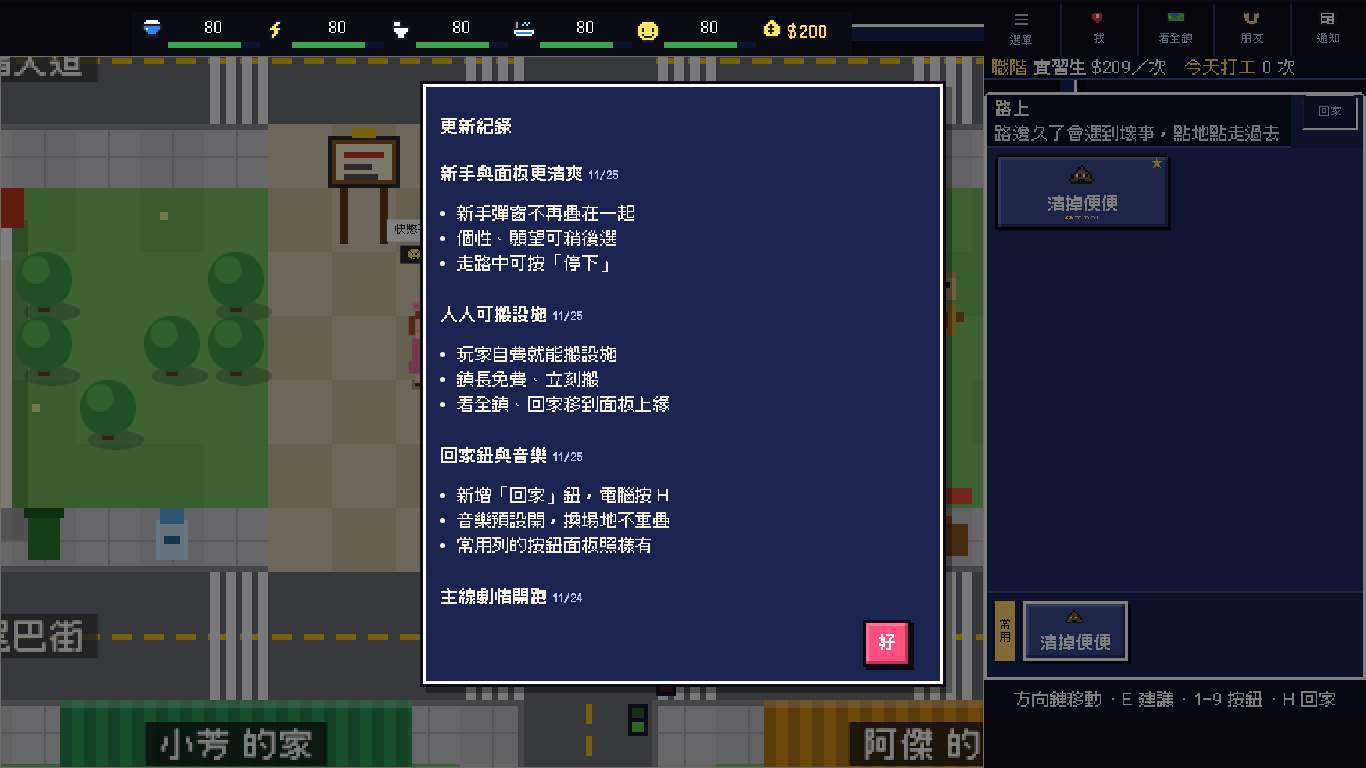 80
80
80
80
80
$200
選單
我
看全鎮
朋友
通知
職階 實習生 $209／次 今天打工 0 次
路上
回家
路邊久了會遇到壞事，點地點走過去
清掉便便
更新紀錄
新手與面板更清爽 11/25
• 新手彈窗不再疊在一起
• 個性、願望可稍後選
• 走路中可按「停下」
人人可搬設施 11/25
• 玩家自費就能搬設施
• 鎮長免費、立刻搬
• 看全鎮、回家移到面板上緣
回家鈕與音樂 11/25
• 新增「回家」鈕，電腦按 H
• 音樂預設開，換場地不重疊
• 常用列的按鈕面板照樣有
主線劇情開跑 11/24
好
常用
清掉便便
方向鍵移動 · E 建議 · 1-9 按鈕 · H 回家
尾巴街
小芳 的家
阿傑 的